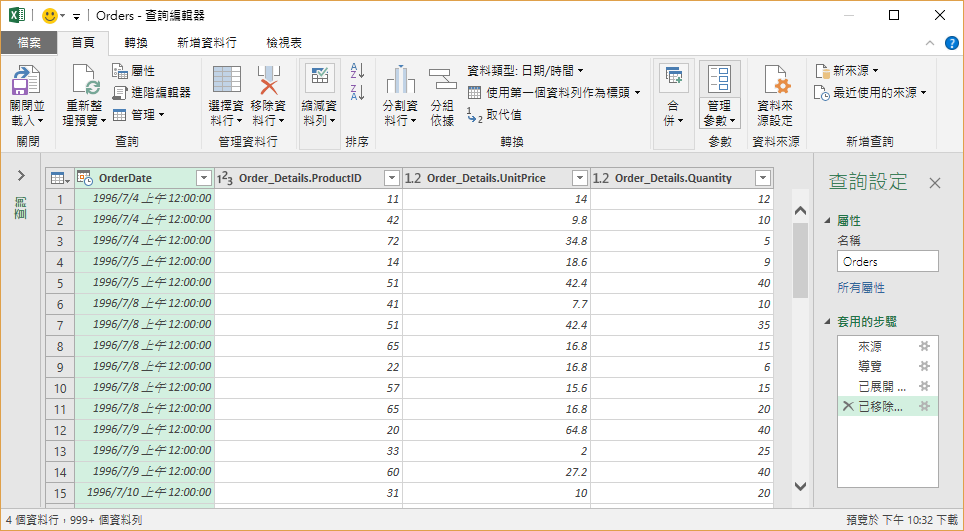 Orders - 查詢編輯器
檔案 首頁 轉換 新增資料行 檢視表
關閉並載入 關閉
重新整理預覽 屬性 進階編輯器 管理 查詢
選擇資料行 移除資料行 管理資料行
縮減資料列 排序
分割資料行 分組依據 資料類型: 日期/時間 使用第一個資料列作為標頭 取代值 轉換
合併
管理參數 參數
資料來源設定 資料來源
新來源 最近使用的來源 新增查詢
查詢
OrderDate 123 Order_Details.ProductID 1.2 Order_Details.UnitPrice 1.2 Order_Details.Quantity
1 1996/7/4 上午 12:00:00 11 14 12
2 1996/7/4 上午 12:00:00 42 9.8 10
3 1996/7/4 上午 12:00:00 72 34.8 5
4 1996/7/5 上午 12:00:00 14 18.6 9
5 1996/7/5 上午 12:00:00 51 42.4 40
6 1996/7/8 上午 12:00:00 41 7.7 10
7 1996/7/8 上午 12:00:00 51 42.4 35
8 1996/7/8 上午 12:00:00 65 16.8 15
9 1996/7/8 上午 12:00:00 22 16.8 6
10 1996/7/8 上午 12:00:00 57 15.6 15
11 1996/7/8 上午 12:00:00 65 16.8 20
12 1996/7/9 上午 12:00:00 20 64.8 40
13 1996/7/9 上午 12:00:00 33 2 25
14 1996/7/9 上午 12:00:00 60 27.2 40
15 1996/7/10 上午 12:00:00 31 10 20
查詢設定
屬性
名稱
Orders
所有屬性
套用的步驟
來源
導覽
已展開 ...
已移除...
4 個資料行，999+ 個資料列 預覽於 下午 10:32 下載